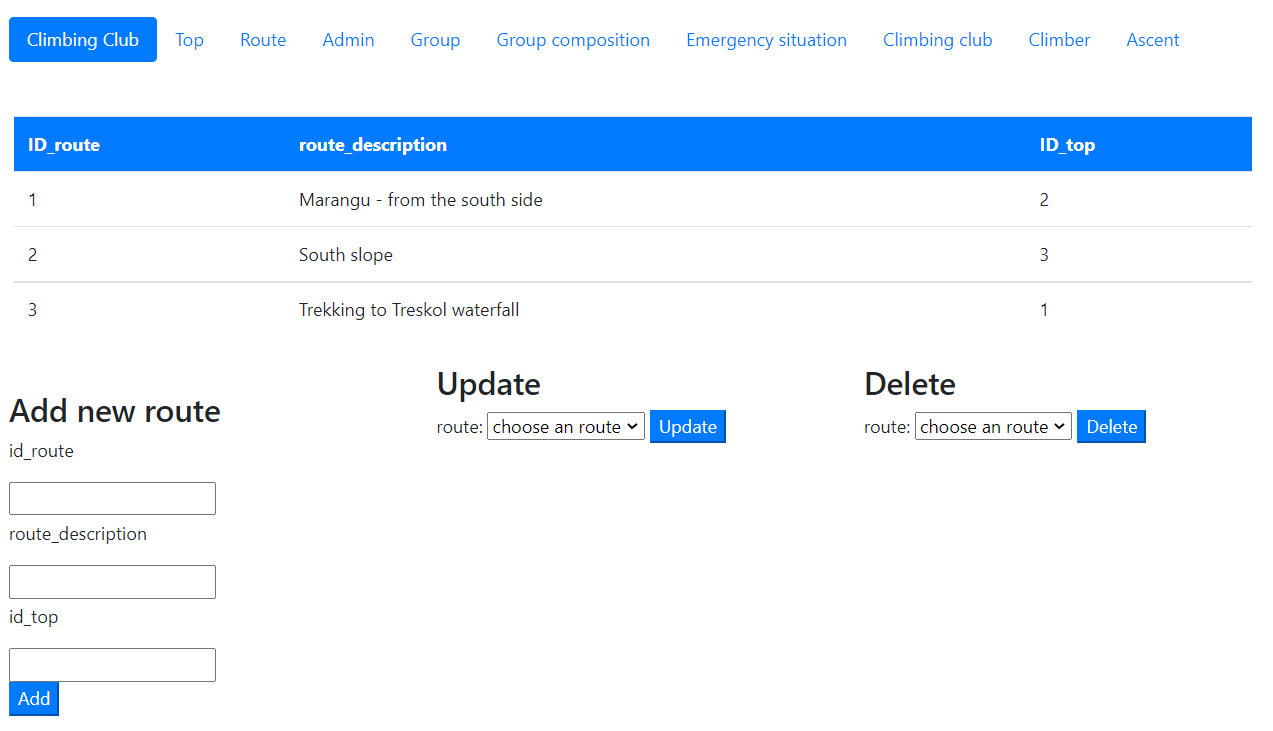 Climbing Club Top Route Admin Group Group composition Emergency situation Climbing club Climber Ascent
ID_route route_description ID_top
1 Marangu - from the south side 2
2 South slope 3
3 Trekking to Treskol waterfall 1
Add new route
id_route
route_description
id_top
Add
Update
route: choose an route Update
Delete
route: choose an route Delete